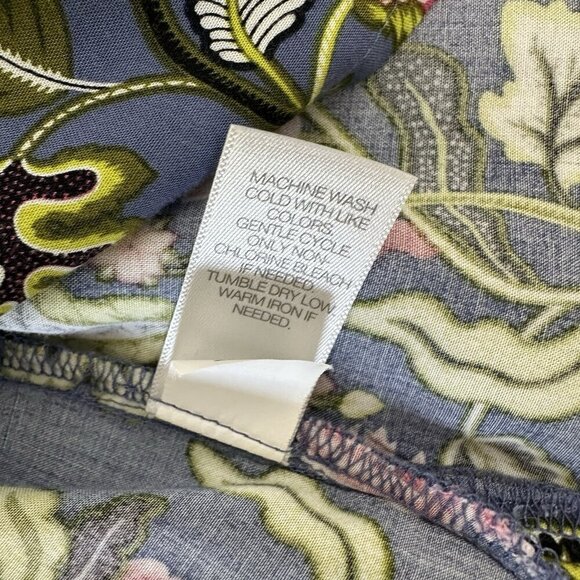 MACHINE WASH
COLD WITH LIKE
COLORS.
GENTLE CYCLE
ONLY NON-
CHLORINE BLEACH
IF NEEDED
TUMBLE DRY LOW
WARM IRON IF
NEEDED.